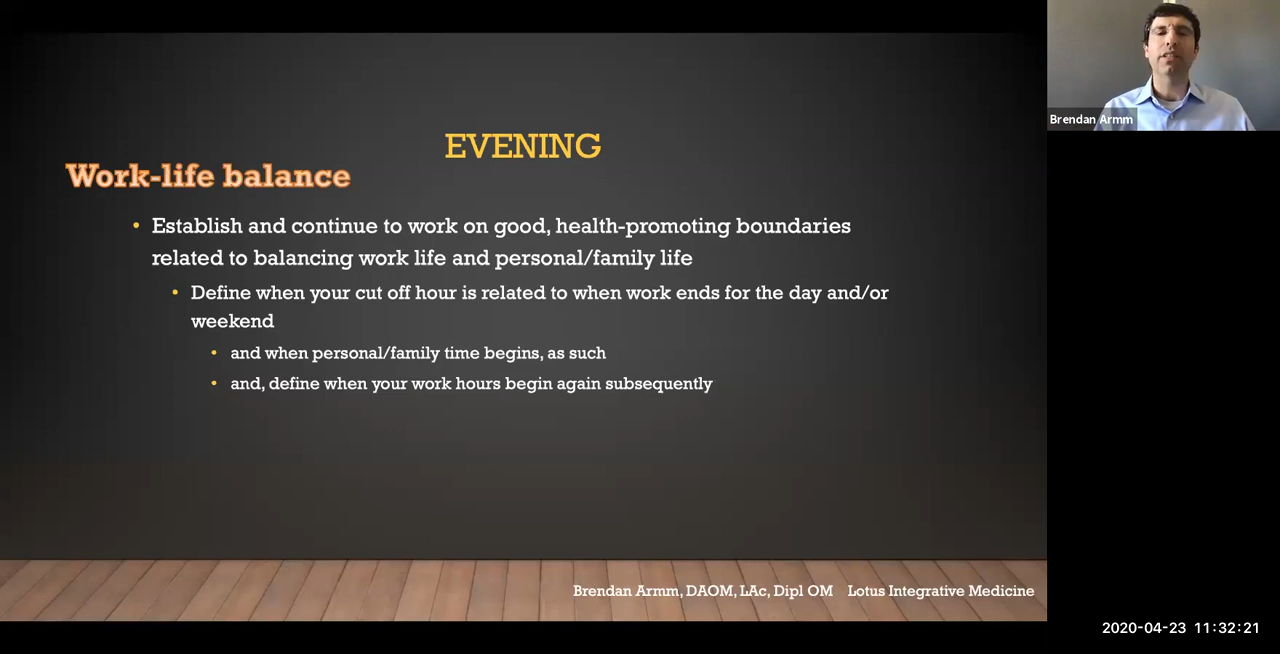 EVENING
Work-life balance
• Establish and continue to work on good, health-promoting boundaries
related to balancing work life and personal/family life
• Define when your cut off hour is related to when work ends for the day and/or
weekend
• and when personal/family time begins, as such
• and, define when your work hours begin again subsequently
Brendan Armm, DAOM, LAc, Dipl OM Lotus Integrative Medicine
Brendan Armm
2020-04-23 11:32:21